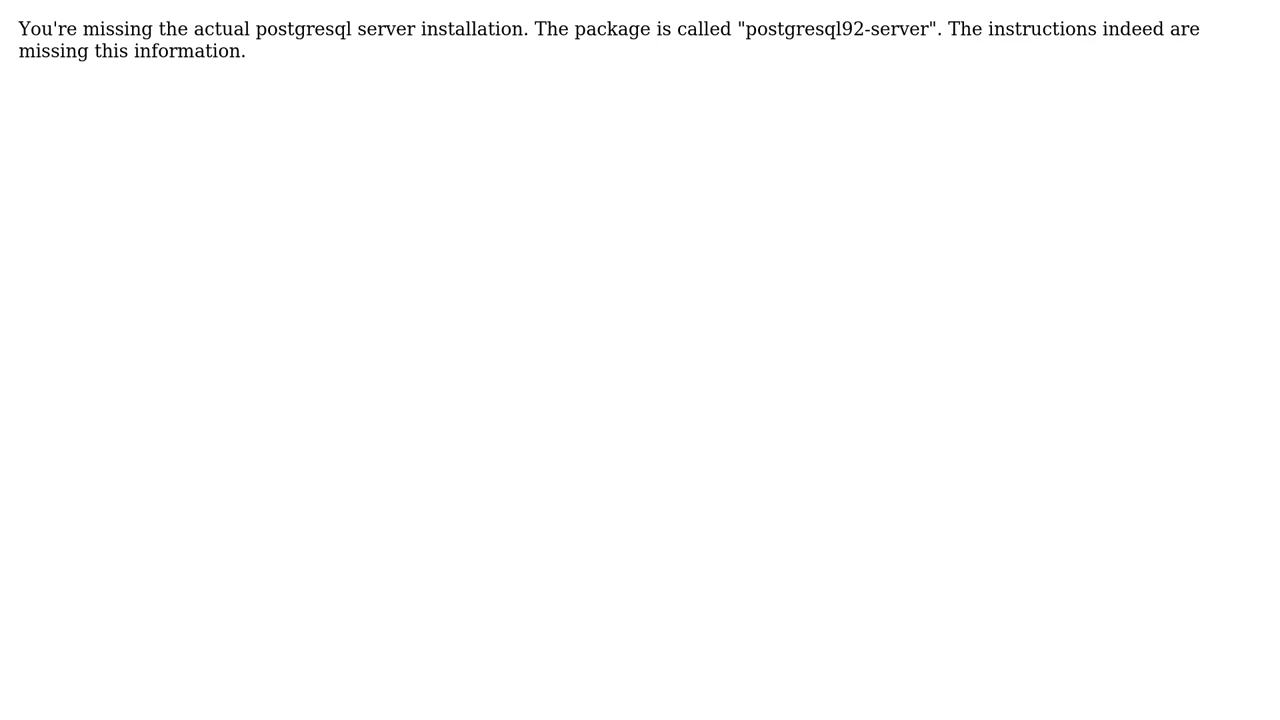 You're missing the actual postgresql server installation. The package is called "postgresql92-server". The instructions indeed are
missing this information.